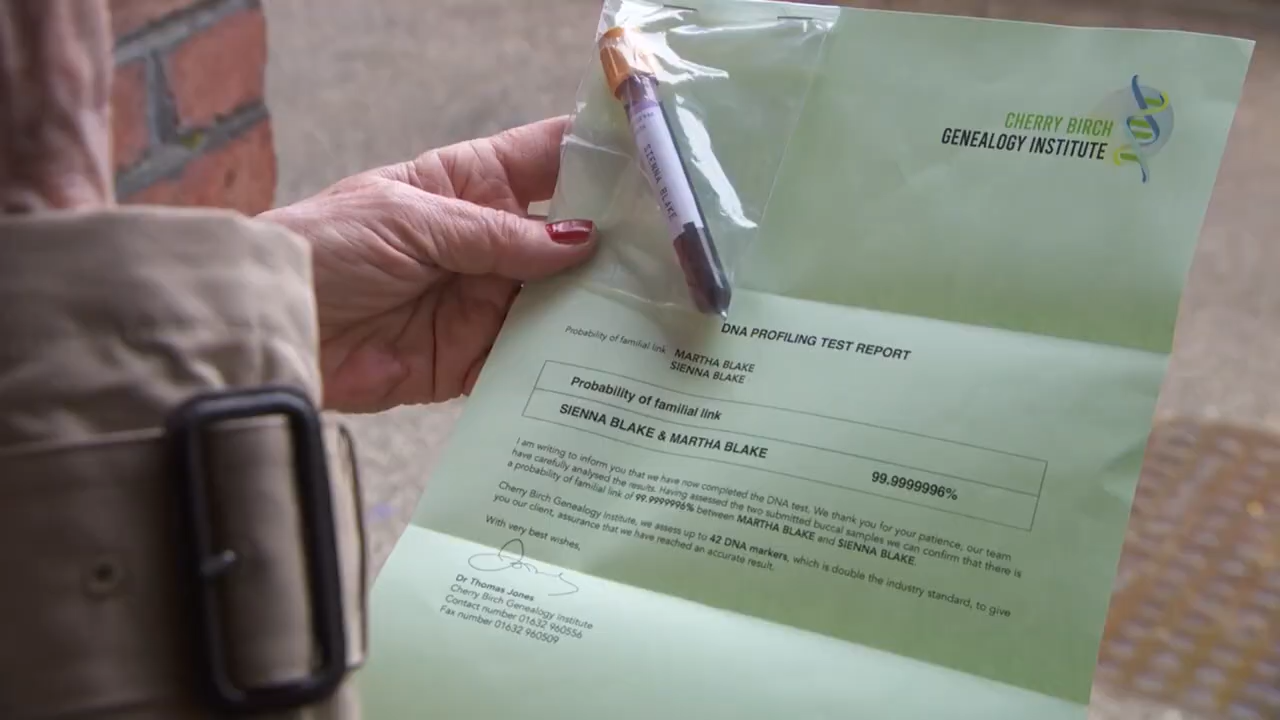 CHERRY BIRCH
GENEALOGY INSTITUTE
SIENNA BLAKE
DNA PROFILING TEST REPORT
Probability of familial link MARTHA BLAKE
SIENNA BLAKE
Probability of familial link
SIENNA BLAKE & MARTHA BLAKE 99.9999996%
I am writing to inform you that we have now completed the DNA test. We thank you for your patience; our team
have carefully analysed the results. Having assessed the two submitted buccal samples we can confirm that there is
a probability of familial link of 99.9999996% between MARTHA BLAKE and SIENNA BLAKE.
Cherry Birch Genealogy Institute, we assess up to 42 DNA markers, which is double the industry standard, to give
you our client, assurance that we have reached an accurate result.
With very best wishes,
Dr Thomas Jones
Cherry Birch Genealogy Institute
Contact number 01632 960556
Fax number 01632 960509